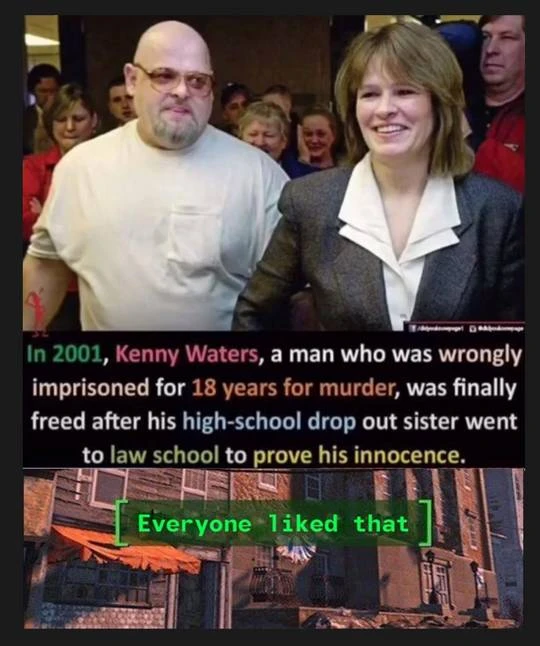 In 2001, Kenny Waters, a man who was wrongly
imprisoned for 18 years for murder, was finally
freed after his high-school drop out sister went
to law school to prove his innocence.
[ Everyone liked that ]